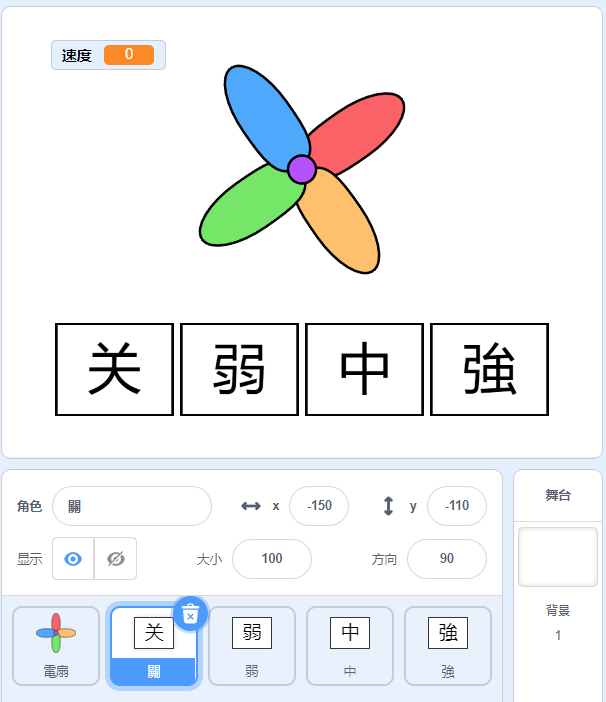 速度 0
关 弱 中 強
角色 關 x -150 y -110
显示 大小 100 方向 90
舞台
背景
1
关 弱 中 強
電扇 關 弱 中 強